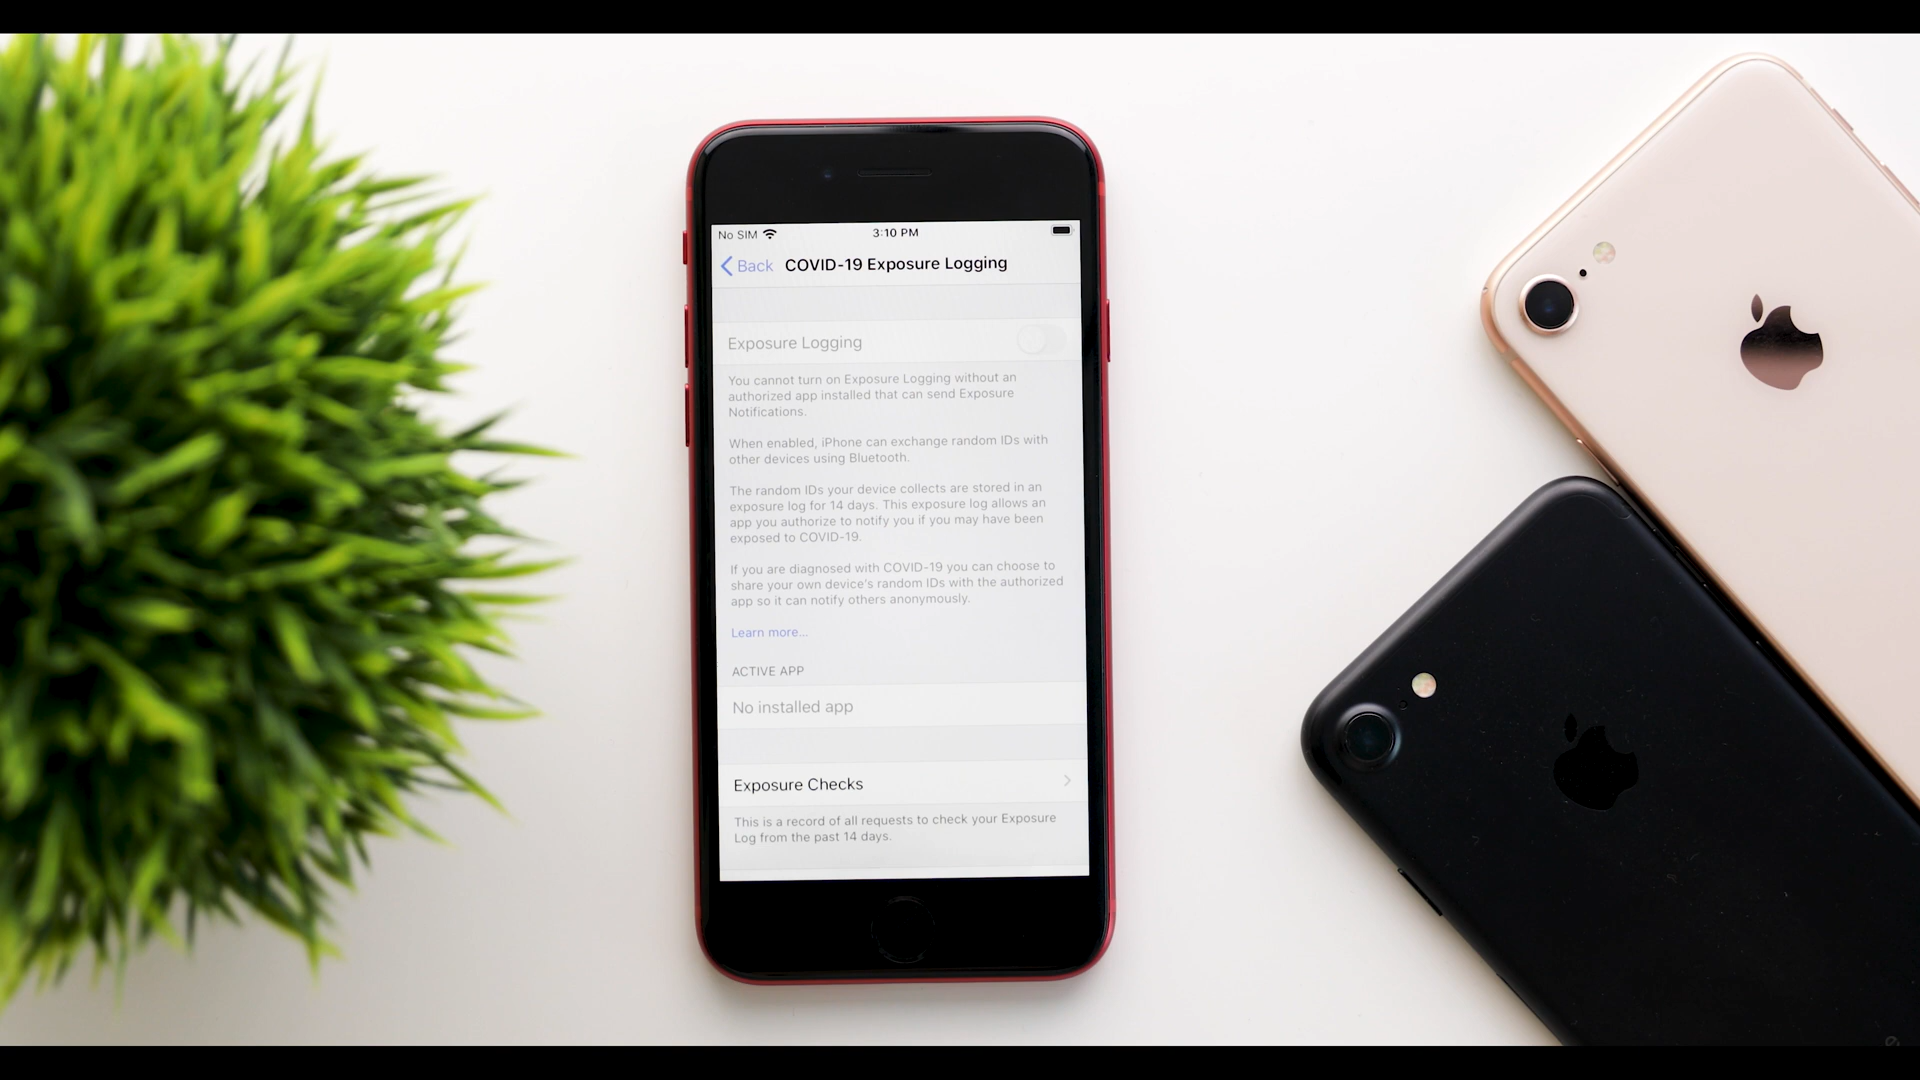 No SIM 3:10 PM
Back COVID-19 Exposure Logging
Exposure Logging
You cannot turn on Exposure Logging without an
authorized app installed that can send Exposure
Notifications.
When enabled, iPhone can exchange random IDs with
other devices using Bluetooth.
The random IDs your device collects are stored in an
exposure log for 14 days. This exposure log allows an
app you authorize to notify you if you may have been
exposed to COVID-19.
If you are diagnosed with COVID-19 you can choose to
share your own device's random IDs with the authorized
app so it can notify others anonymously.
Learn more...
ACTIVE APP
No installed app
Exposure Checks
This is a record of all requests to check your Exposure
Log from the past 14 days.